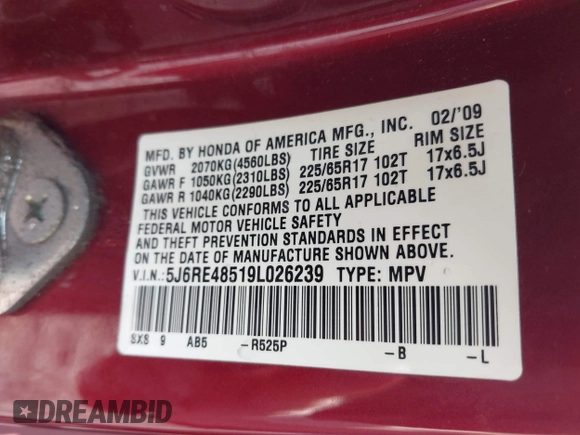 MFD. BY HONDA OF AMERICA MFG., INC. 02/'09
GVWR 2070KG(4560LBS) TIRE SIZE RIM SIZE
GAWR F 1050KG(2310LBS) 225/65R17 102T 17x6.5J
GAWR R 1040KG(2290LBS) 225/65R17 102T 17x6.5J
THIS VEHICLE CONFORMS TO ALL APPLICABLE
FEDERAL MOTOR VEHICLE SAFETY
AND THEFT PREVENTION STANDARDS IN EFFECT
ON THE DATE OF MANUFACTURE SHOWN ABOVE.
V.I.N.: 5J6RE48519L026239 TYPE: MPV
SXS 9 AB5 -R525P -B -L
DREAMBID